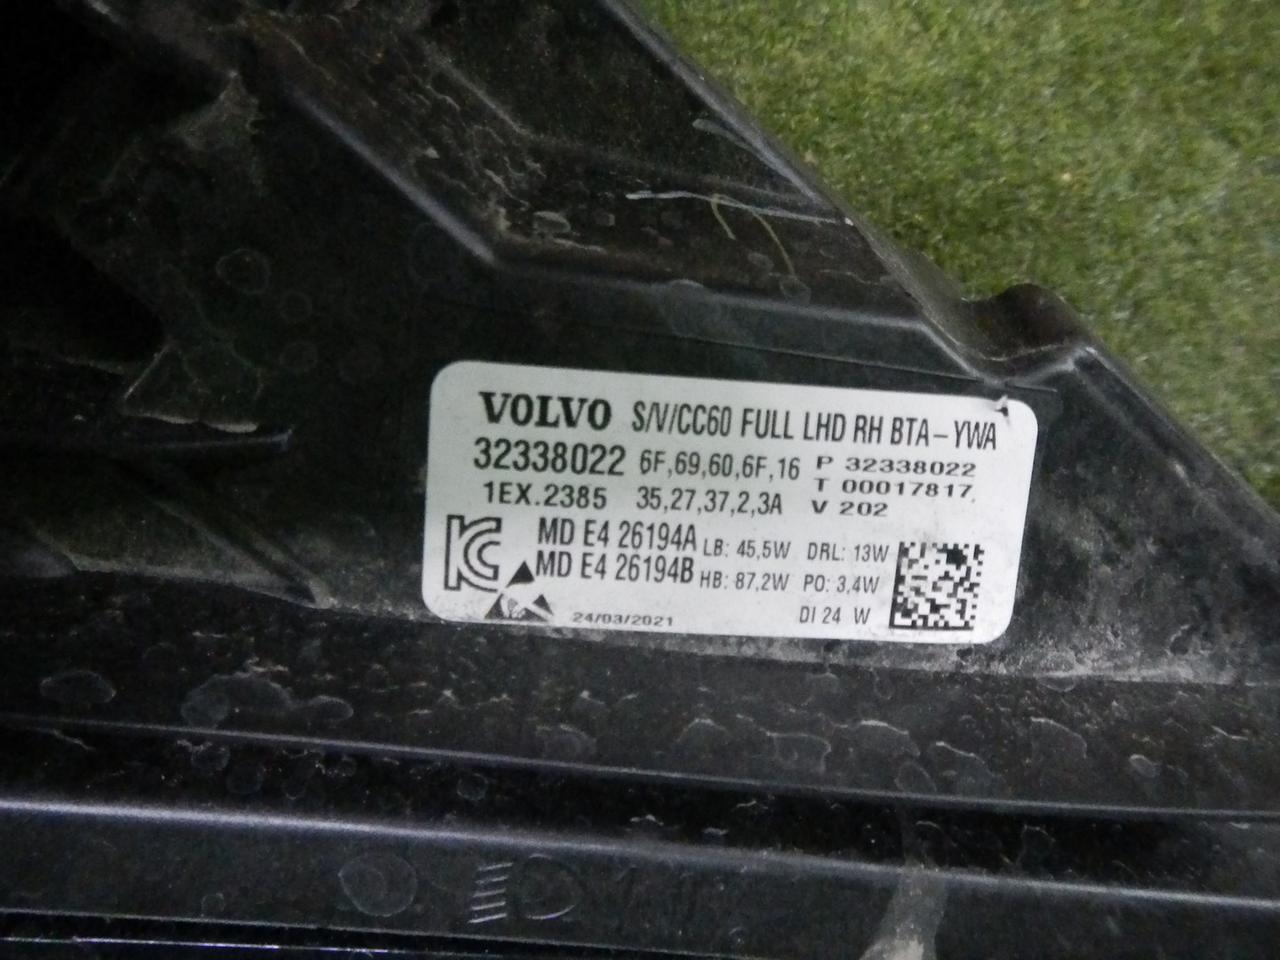 VOLVO S/V/CC60 FULL LHD RH BTA-YWA
32338022 6F,69,60,6F,16 P 32338022
1EX.2385 35,27,37,2,3A T 00017817
V 202
MD E4 26194A LB: 45,5W DRL: 13W
MD E4 26194B HB: 87,2W PO: 3,4W
24/03/2021 DI 24 W